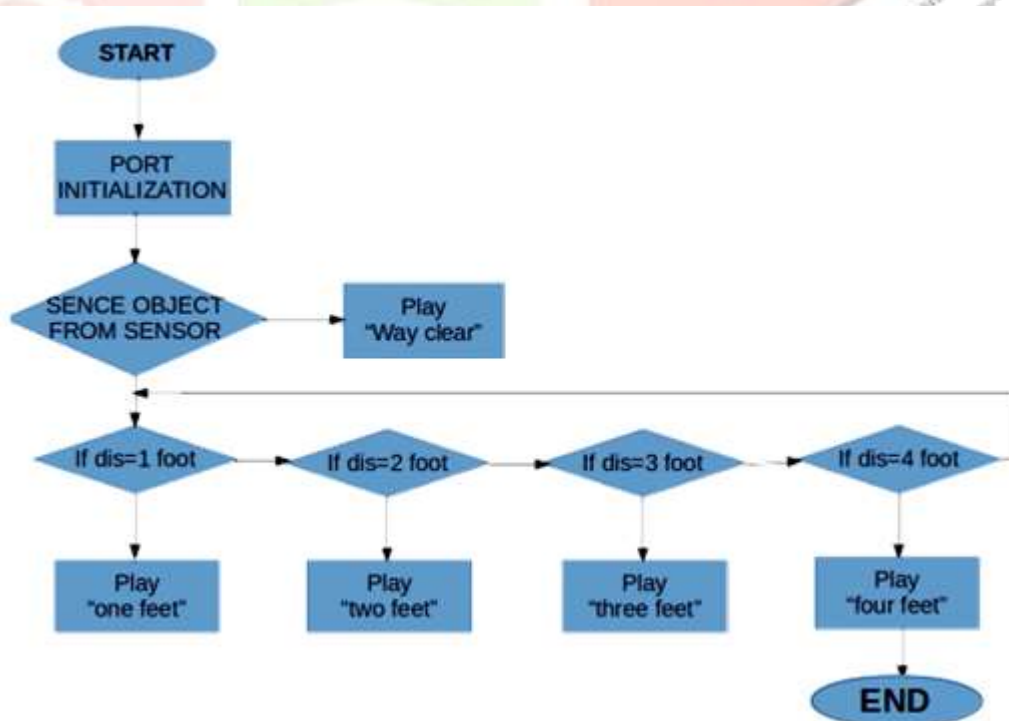 START
PORT
INITIALIZATION
SENCE OBJECT
FROM SENSOR
Play
“Way clear”
If dis=1 foot
If dis=2 foot
If dis=3 foot
If dis=4 foot
Play
“one feet”
Play
“two feet”
Play
“three feet”
Play
“four feet”
END